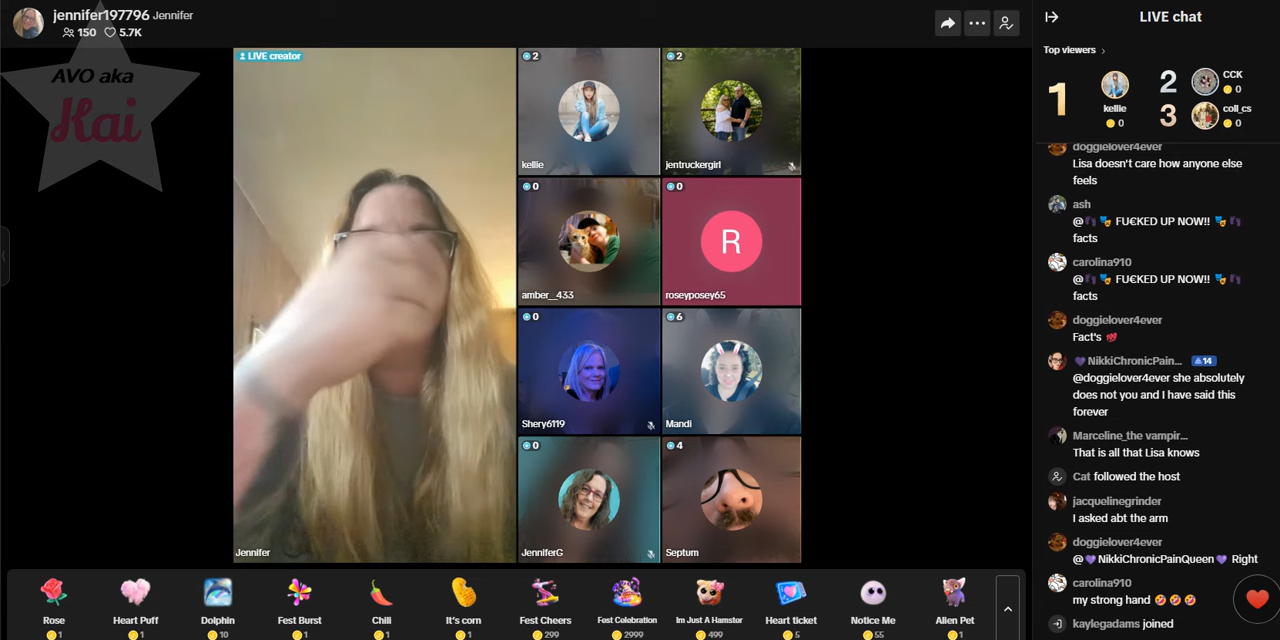 jennifer197796 Jennifer
150 5.7K
AVO aka
Kai
LIVE creator
Jennifer
2
kellie
2
jentruckergirl
0
amber__433
0
R
roseyposey65
0
Shery6119
6
Mandi
0
JenniferG
4
Septum
Rose
1
Heart Puff
1
Dolphin
10
Fest Burst
1
Chili
1
It's corn
1
Fest Cheers
299
Fest Celebration
2999
Im Just A Hamster
499
Heart ticket
5
Notice Me
55
Alien Pet
1
LIVE chat
Top viewers
1
kellie
0
2
CCK
0
3
coll_cs
0
doggielover4ever
Lisa doesn't care how anyone else
feels
ash
@👣 🎭 FU€KED UP NOW!! 🎭 👣
facts
carolina910
@👣 🎭 FU€KED UP NOW!! 🎭 👣
facts
doggielover4ever
Fact's 💯
💜NikkiChronicPain... 14
@doggielover4ever she absolutely
does not you and I have said this
forever
Marceline_the vampir...
That is all that Lisa knows
Cat followed the host
jacquelinegrinder
I asked abt the arm
doggielover4ever
@💜NikkiChronicPainQueen💜 Right
carolina910
my strong hand 🤣 🤣 🤣
kaylegadams joined